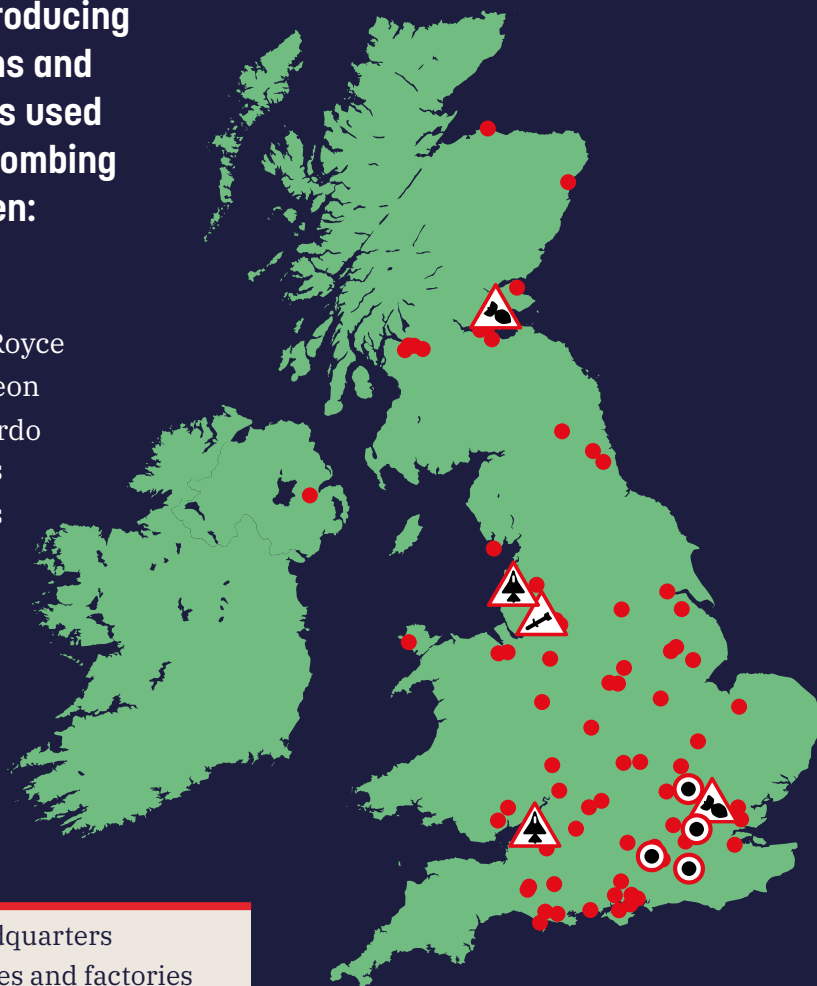 roducing
ns and
s used
ombing
en:
Royce
eon
rdo
s
s
dquarters
es and factories